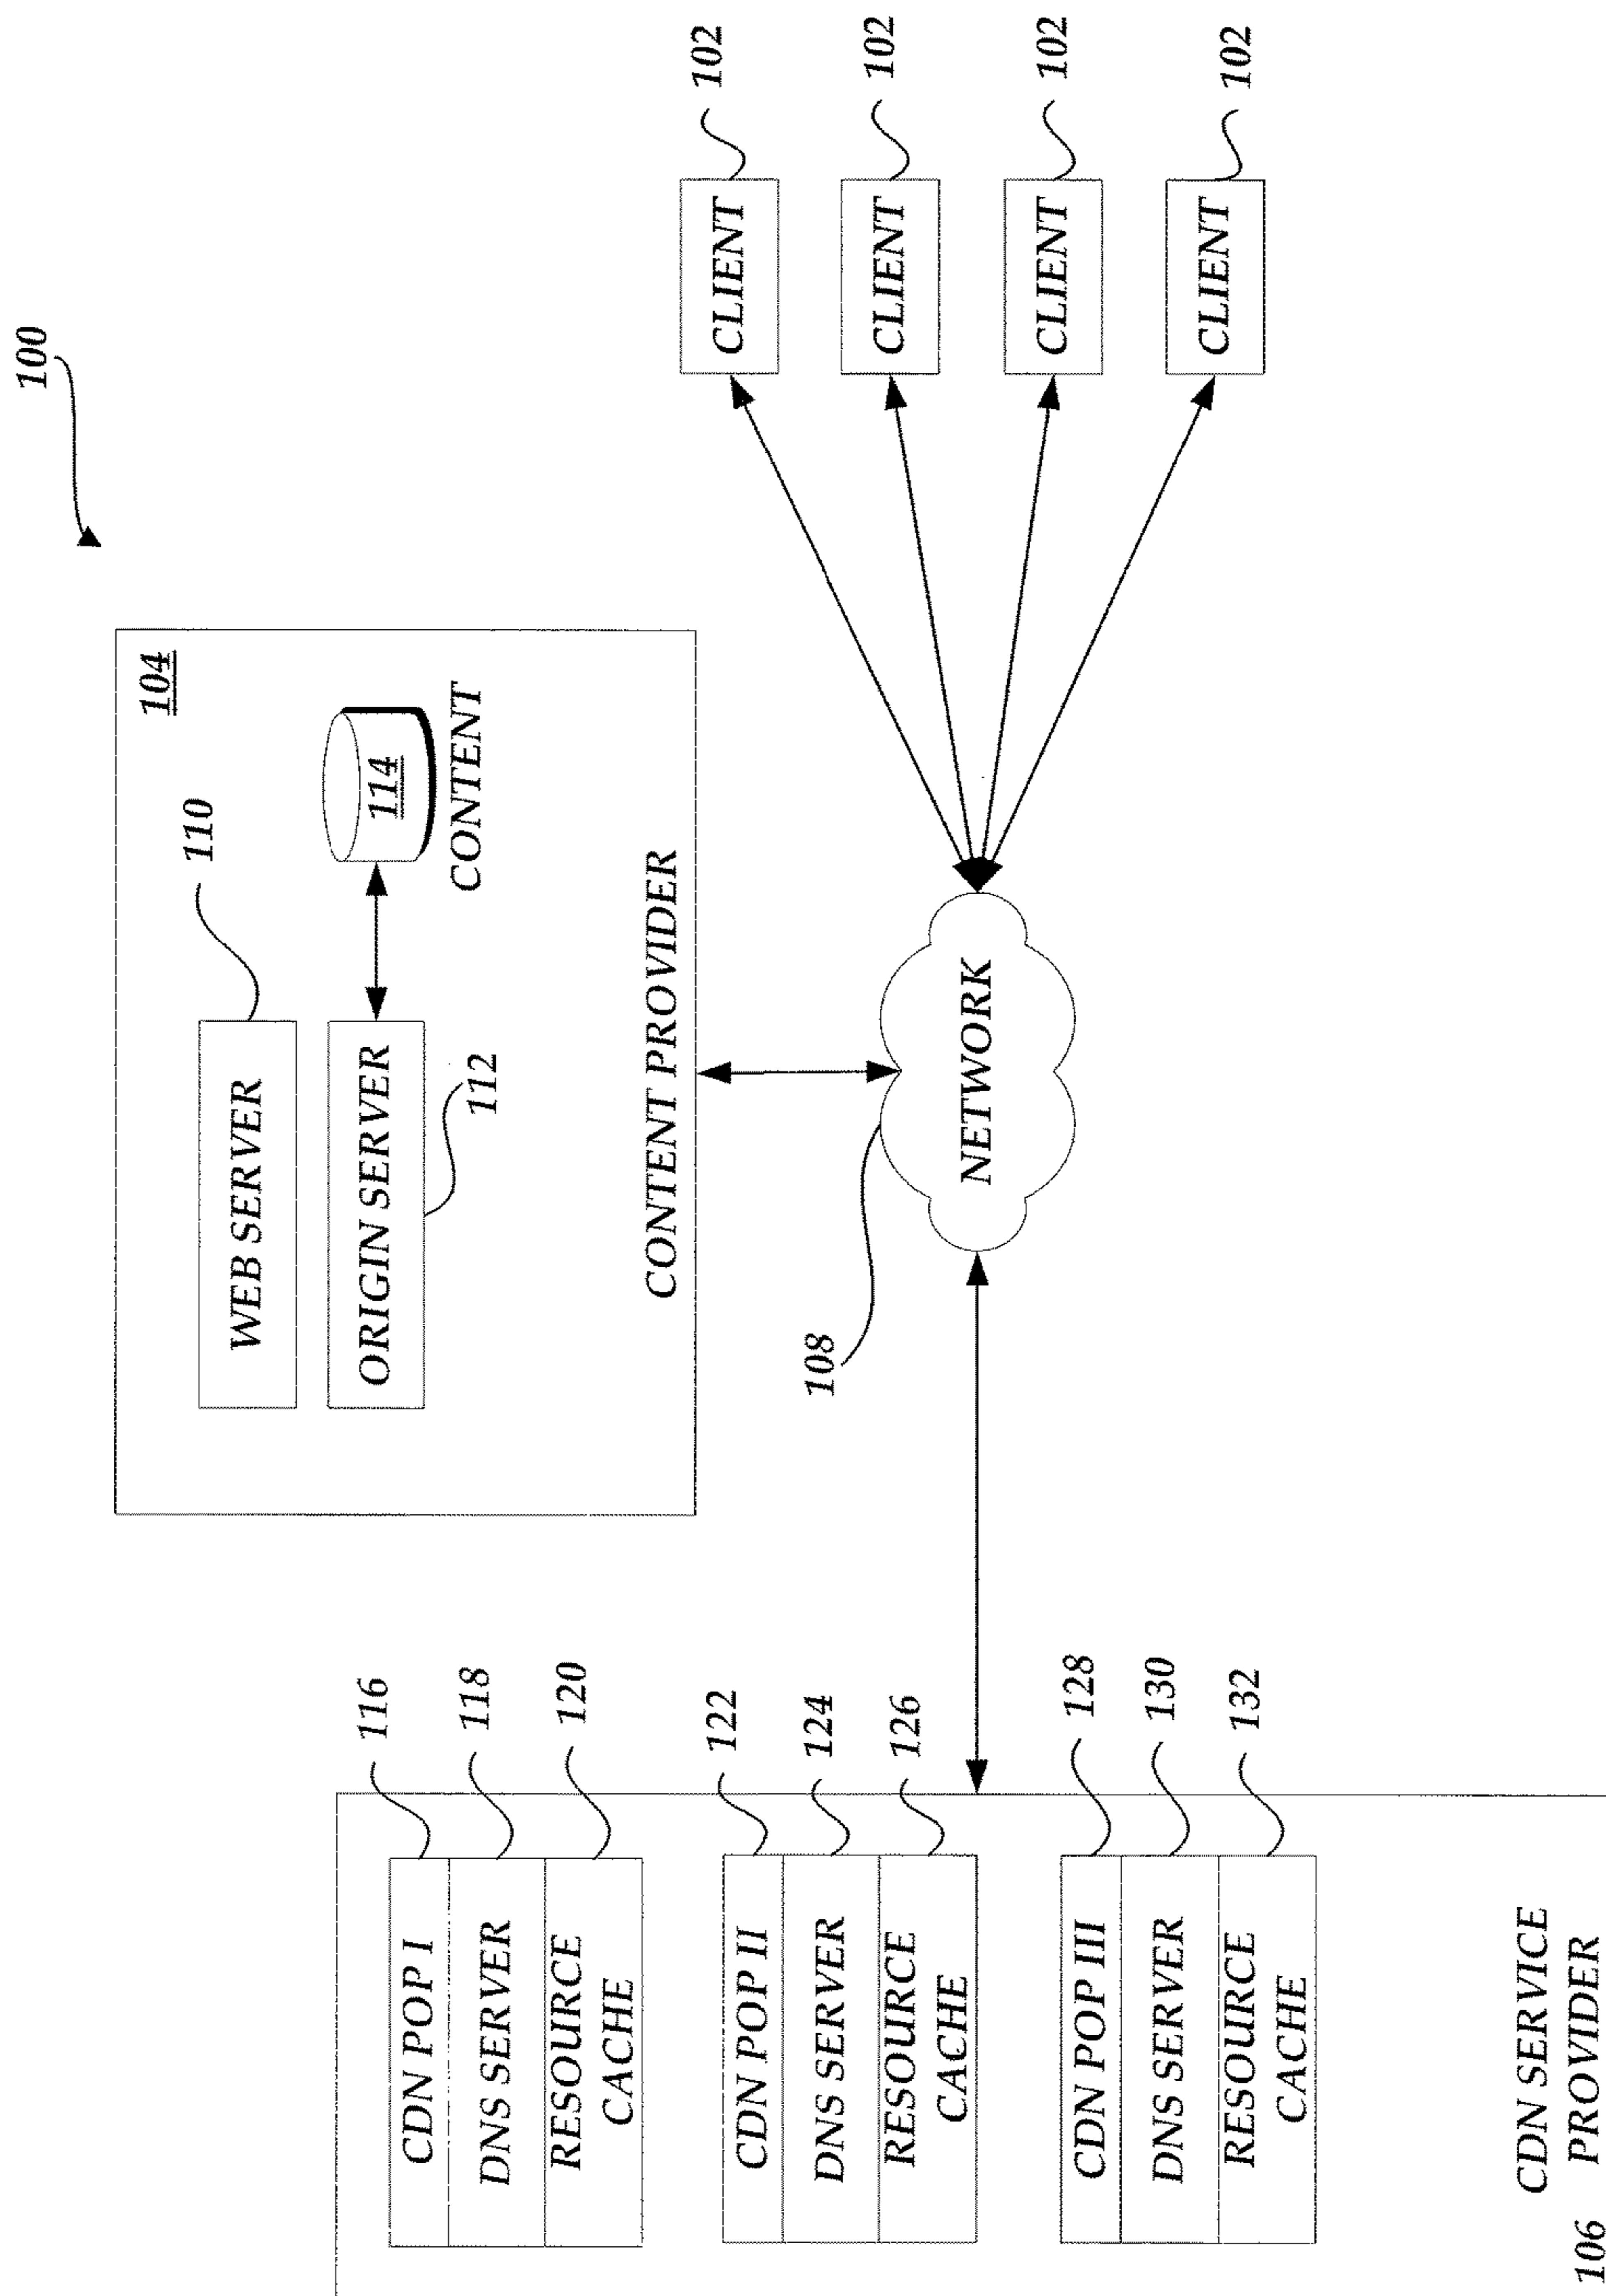 100
104
110
WEB SERVER
ORIGIN SERVER
114
CONTENT
112
CONTENT PROVIDER
116
CDN POP I
118
DNS SERVER
120
RESOURCE
CACHE
122
CDN POP II
124
DNS SERVER
126
RESOURCE
CACHE
128
CDN POP III
130
DNS SERVER
132
RESOURCE
CACHE
CDN SERVICE
106 PROVIDER
108
NETWORK
CLIENT
102
CLIENT
102
CLIENT
102
CLIENT
102